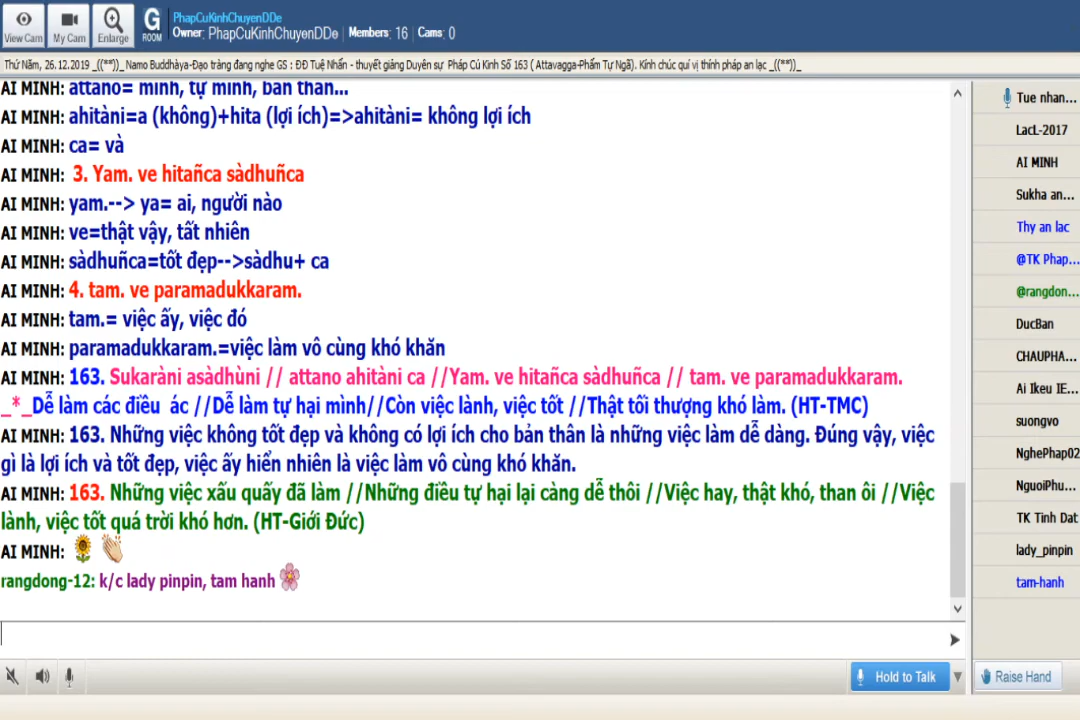 View Cam
My Cam
Enlarge
G ROOM
PhapCuKinhChuyenDDe
Owner: PhapCuKinhChuyenDDe Members: 16 Cams: 0
Thứ Năm, 26.12.2019 _((**))_ Namo Buddhàya-Đạo tràng đang nghe GS : ĐĐ Tuệ Nhẫn - thuyết giảng Duyên sự Pháp Cú Kinh Số 163 ( Attavagga-Phẩm Tự Ngã). Kính chúc quí vị thính pháp an lạc _((**))_
AI MINH: attano= mình, tự mình, bản thân...
AI MINH: ahitàni=a (không)+hita (lợi ích)=>ahitàni= không lợi ích
AI MINH: ca= và
AI MINH: 3. Yam. ve hitañca sàdhuñca
AI MINH: yam.--> ya= ai, người nào
AI MINH: ve=thật vậy, tất nhiên
AI MINH: sàdhuñca=tốt đẹp-->sàdhu+ ca
AI MINH: 4. tam. ve paramadukkaram.
AI MINH: tam.= việc ấy, việc đó
AI MINH: paramadukkaram.=việc làm vô cùng khó khăn
AI MINH: 163. Sukaràni asàdhùni // attano ahitàni ca //Yam. ve hitañca sàdhuñca // tam. ve paramadukkaram.
_*_Dễ làm các điều ác //Dễ làm tự hại mình//Còn việc lành, việc tốt //Thật tối thượng khó làm. (HT-TMC)
AI MINH: 163. Những việc không tốt đẹp và không có lợi ích cho bản thân là những việc làm dễ dàng. Đúng vậy, việc
gì là lợi ích và tốt đẹp, việc ấy hiển nhiên là việc làm vô cùng khó khăn.
AI MINH: 163. Những việc xấu quấy đã làm //Những điều tự hại lại càng dễ thôi //Việc hay, thật khó, than ôi //Việc
lành, việc tốt quá trời khó hơn. (HT-Giới Đức)
AI MINH:
rangdong-12: k/c lady pinpin, tam hanh
Tue nhan...
LacL-2017
AI MINH
Sukha an...
Thy an lac
@TK Phap...
@rangdon...
DucBan
CHAUPHA...
Ai Ikeu IE...
suongvo
NghePhap02
NguoiPhu...
TK Tinh Dat
lady_pinpin
tam-hanh
Hold to Talk
Raise Hand